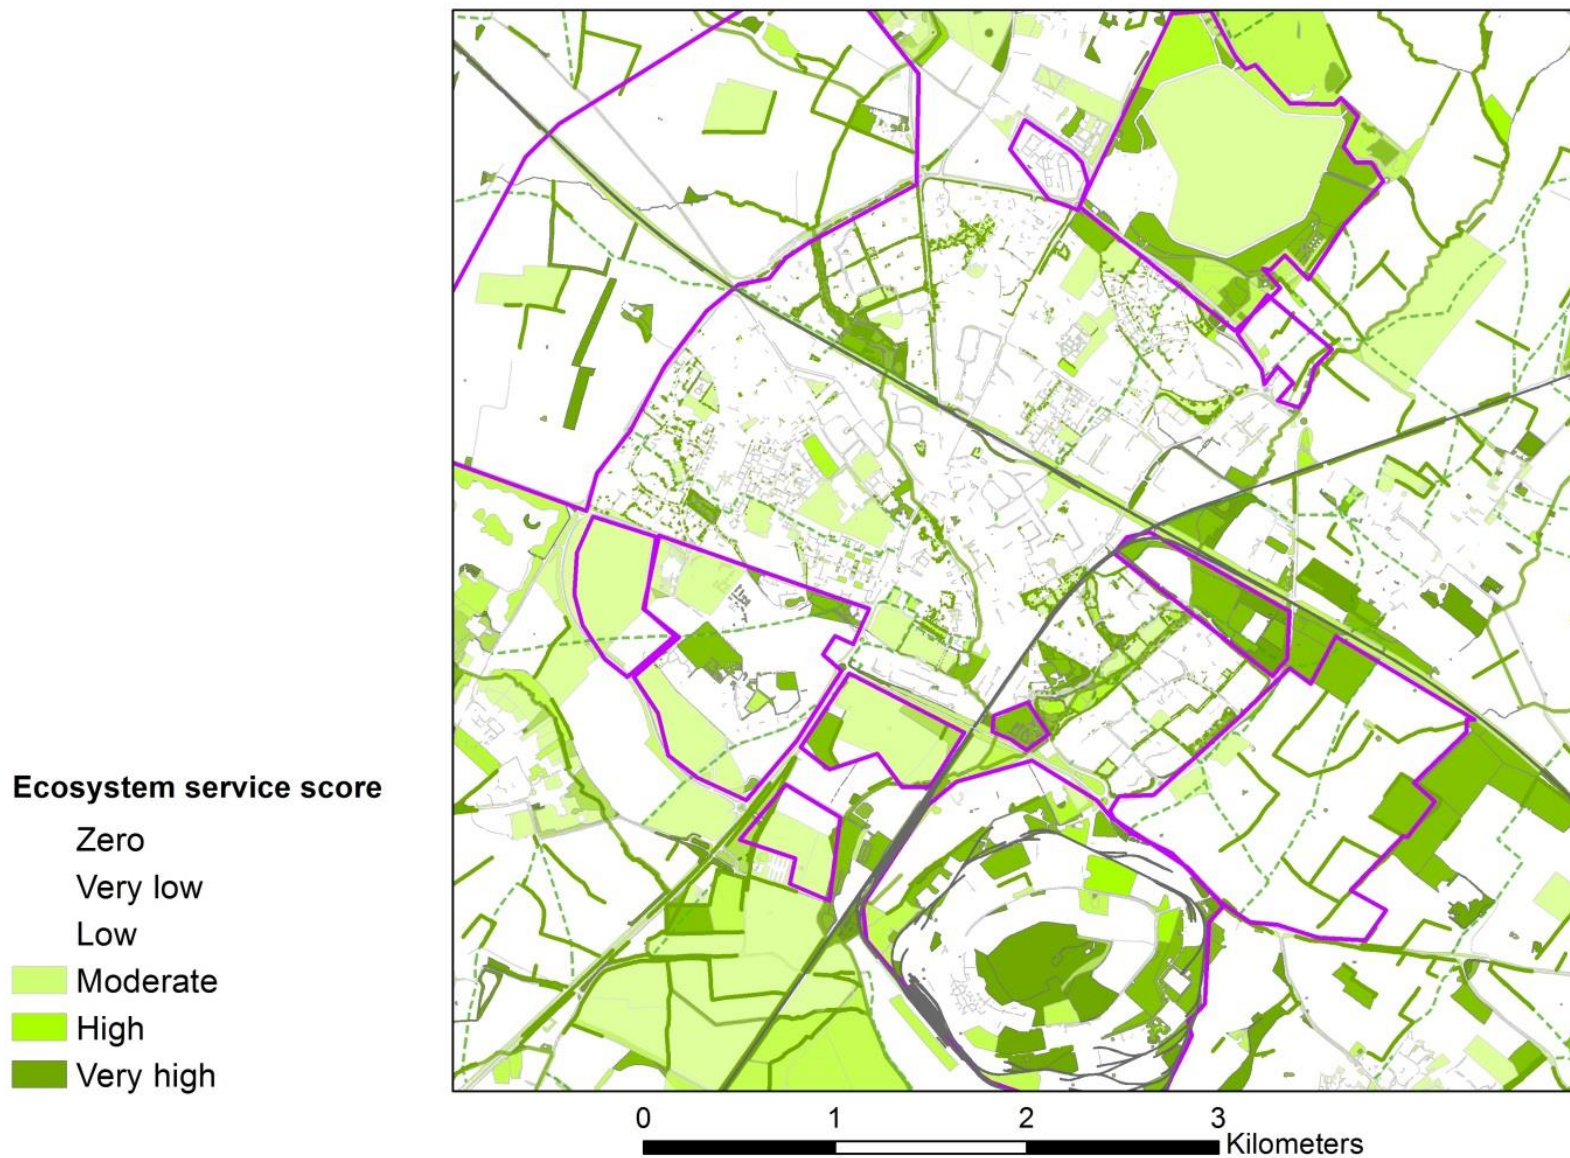 Ecosystem service score
Zero
Very low
Low
Moderate
High
Very high
0 1 2 3
Kilometers